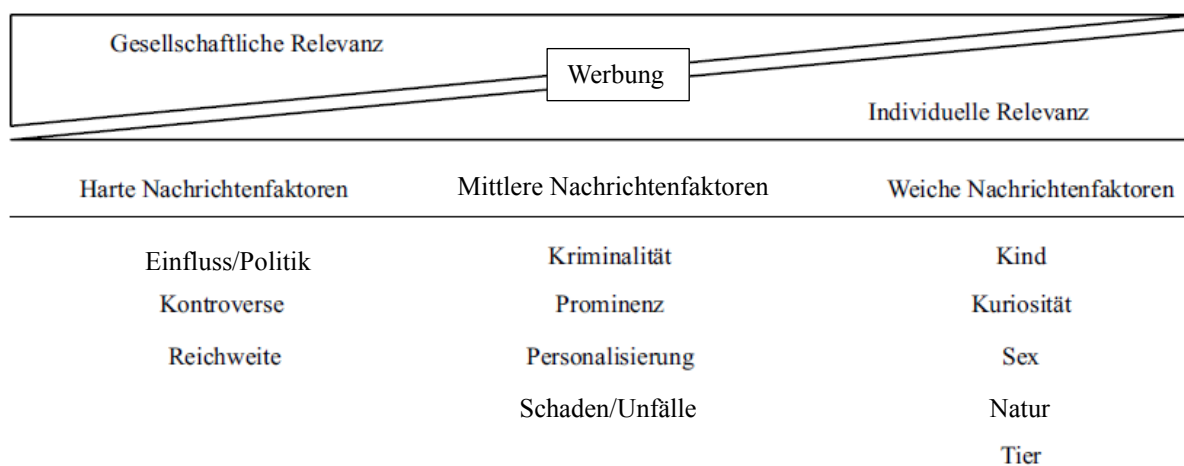 Gesellschaftliche Relevanz
Werbung
Individuelle Relevanz
Harte Nachrichtenfaktoren Mittlere Nachrichtenfaktoren Weiche Nachrichtenfaktoren
Einfluss/Politik Kriminalität Kind
Kontroverse Prominenz Kuriosität
Reichweite Personalisierung Sex
Schaden/Unfälle Natur
Tier